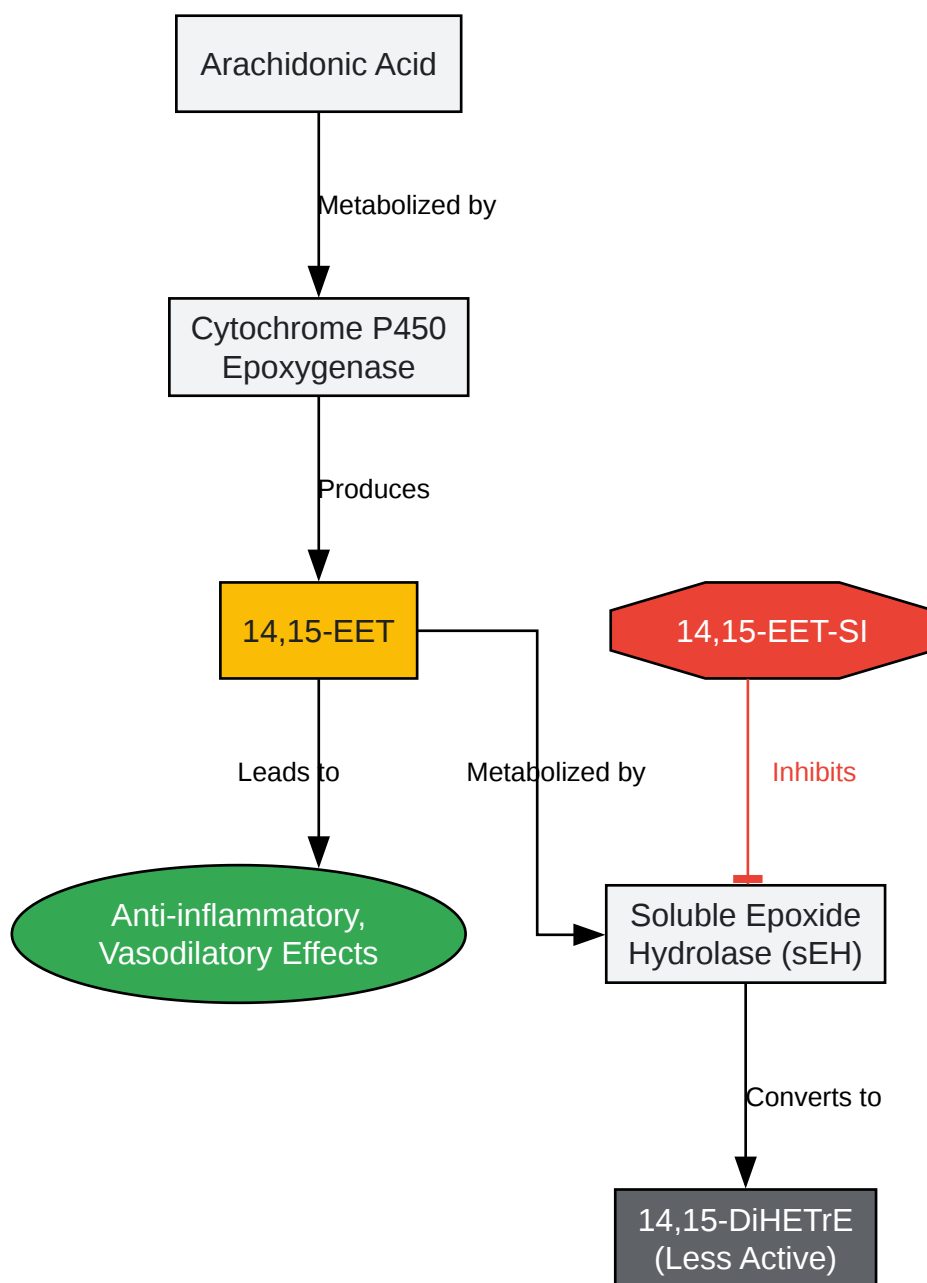 Arachidonic Acid
Metabolized by
Cytochrome P450
Epoxygenase
Produces
14,15-EET
14,15-EET-SI
Leads to
Metabolized by
Inhibits
Anti-inflammatory,
Vasodilatory Effects
Soluble Epoxide
Hydrolase (sEH)
Converts to
14,15-DiHETrE
(Less Active)